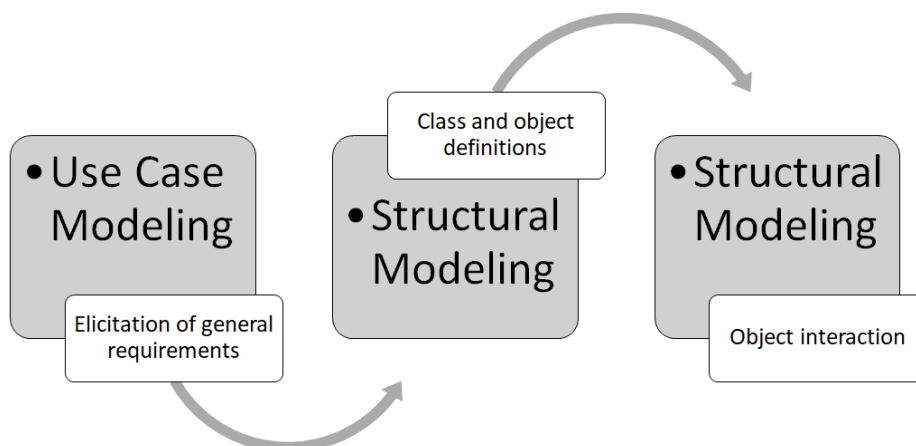 • Use Case
Modeling
Elicitation of general
requirements
Class and object
definitions
• Structural
Modeling
• Structural
Modeling
Object interaction